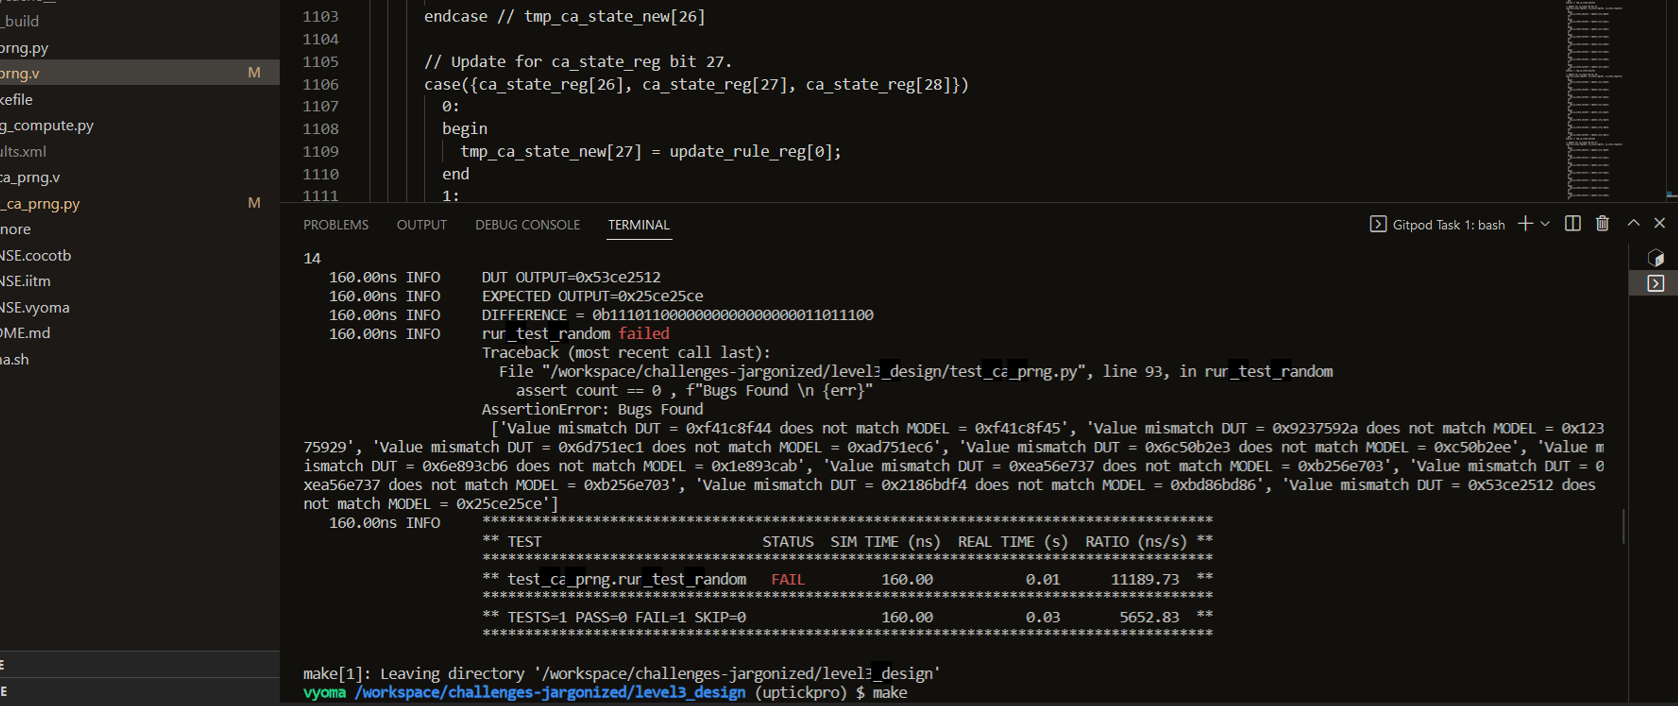 _build
prng.py
prng.v M
kefile
g_compute.py
ults.xml
ca_prng.v
_ca_prng.py M
nore
NSE.cocotb
NSE.iitm
NSE.vyoma
OME.md
na.sh
E
E
1103 endcase // tmp_ca_state_new[26]
1104
1105 // Update for ca_state_reg bit 27.
1106 case({ca_state_reg[26], ca_state_reg[27], ca_state_reg[28]})
1107 0:
1108 begin
1109 tmp_ca_state_new[27] = update_rule_reg[0];
1110 end
1111 1:
PROBLEMS OUTPUT DEBUG CONSOLE TERMINAL Gitpod Task 1: bash
14
160.00ns INFO DUT OUTPUT=0x53ce2512
160.00ns INFO EXPECTED OUTPUT=0x25ce25ce
160.00ns INFO DIFFERENCE = 0b1110110000000000000000011011100
160.00ns INFO run_test_random failed
Traceback (most recent call last):
File "/workspace/challenges-jargonized/level3_design/test_ca_prng.py", line 93, in run_test_random
assert count == 0 , f"Bugs Found \n {err}"
AssertionError: Bugs Found
['Value mismatch DUT = 0xf41c8f44 does not match MODEL = 0xf41c8f45', 'Value mismatch DUT = 0x9237592a does not match MODEL = 0x123
75929', 'Value mismatch DUT = 0x6d751ec1 does not match MODEL = 0xad751ec6', 'Value mismatch DUT = 0x6c50b2e3 does not match MODEL = 0xc50b2ee', 'Value m
ismatch DUT = 0x6e893cb6 does not match MODEL = 0x1e893cab', 'Value mismatch DUT = 0xea56e737 does not match MODEL = 0xb256e703', 'Value mismatch DUT = 0
xea56e737 does not match MODEL = 0xb256e703', 'Value mismatch DUT = 0x2186bdf4 does not match MODEL = 0xbd86bd86', 'Value mismatch DUT = 0x53ce2512 does
not match MODEL = 0x25ce25ce']
160.00ns INFO **************************************************************************************
** TEST STATUS SIM TIME (ns) REAL TIME (s) RATIO (ns/s) **
**************************************************************************************
** test_ca_prng.run_test_random FAIL 160.00 0.01 11189.73 **
**************************************************************************************
** TESTS=1 PASS=0 FAIL=1 SKIP=0 160.00 0.03 5652.83 **
**************************************************************************************
make[1]: Leaving directory '/workspace/challenges-jargonized/level3_design'
vyoma /workspace/challenges-jargonized/level3_design (uptickpro) $ make